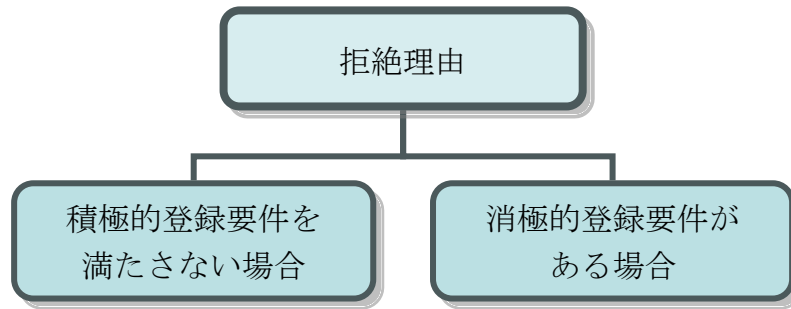 拒絶理由
積極的登録要件を
満たさない場合
消極的登録要件が
ある場合